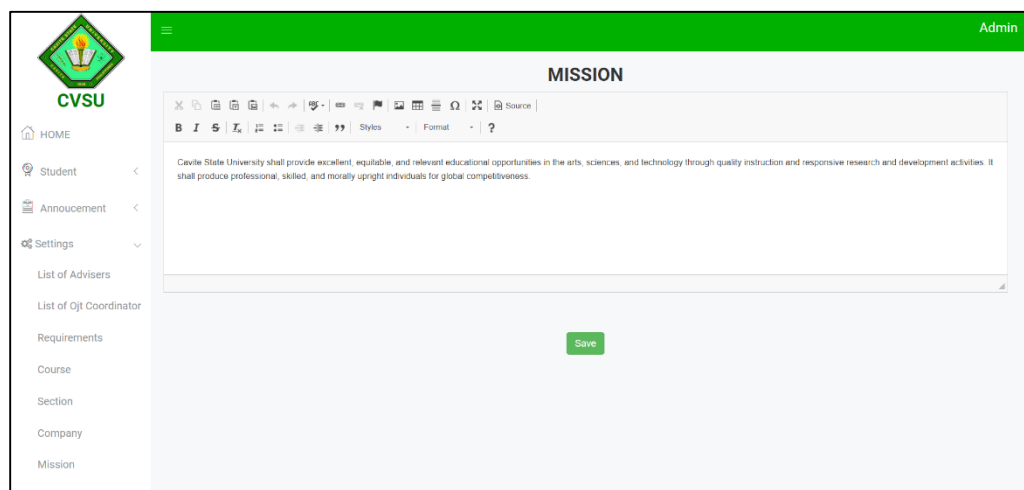 Admin
CVSU
HOME
Student
Annoucement
Settings
List of Advisers
List of Ojt Coordinator
Requirements
Course
Section
Company
Mission
MISSION
Source
B I S Tx Styles Format ?
Cavite State University shall provide excellent, equitable, and relevant educational opportunities in the arts, sciences, and technology through quality instruction and responsive research and development activities. It
shall produce professional, skilled, and morally upright individuals for global competitiveness.
Save